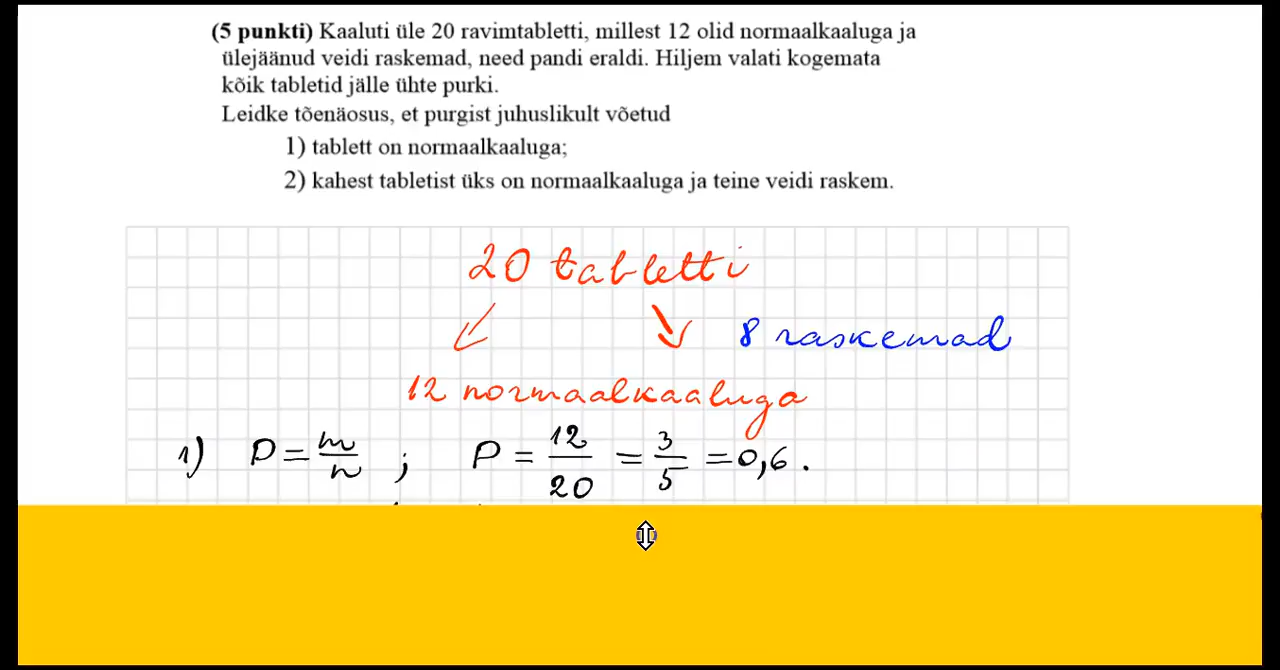 (5 punkti) Kaaluti üle 20 ravimtabletti, millest 12 olid normaalkaaluga ja
ülejäänud veidi raskemad, need pandi eraldi. Hiljem valati kogemata
kõik tabletid jälle ühte purki.
Leidke tõenäosus, et purgist juhuslikult võetud
1) tablett on normaalkaaluga;
2) kahest tabletist üks on normaalkaaluga ja teine veidi raskem.
20 tabletti
8 raskemad
12 normaalkaaluga
1) P = m/n ; P = 12/20 = 3/5 = 0,6.